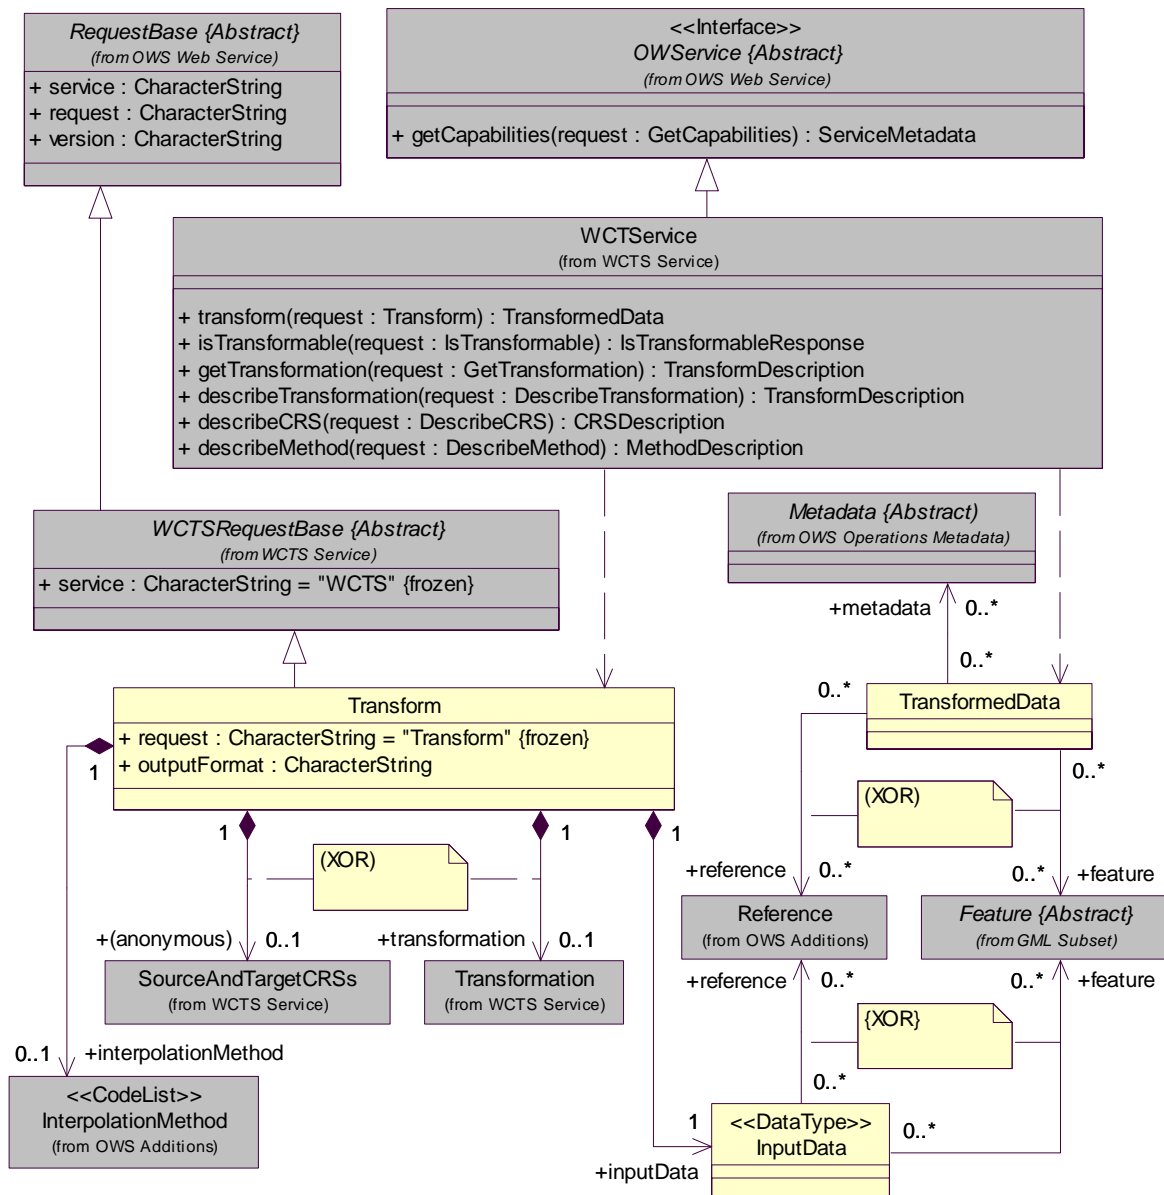 RequestBase {Abstract}
(from OWS Web Service)
+ service : CharacterString
+ request : CharacterString
+ version : CharacterString
<<Interface>>
OWService {Abstract}
(from OWS Web Service)
+ getCapabilities(request : GetCapabilities) : ServiceMetadata
WCTService
(from WCTS Service)
+ transform(request : Transform) : TransformedData
+ isTransformable(request : IsTransformable) : IsTransformableResponse
+ getTransformation(request : GetTransformation) : TransformDescription
+ describeTransformation(request : DescribeTransformation) : TransformDescription
+ describeCRS(request : DescribeCRS) : CRSDescription
+ describeMethod(request : DescribeMethod) : MethodDescription
WCTSRequestBase {Abstract}
(from WCTS Service)
+ service : CharacterString = "WCTS" {frozen}
Metadata {Abstract)
(from OWS Operations Metadata)
+metadata 0..*
0..*
Transform
+ request : CharacterString = "Transform" {frozen}
+ outputFormat : CharacterString
0..*
TransformedData
0..*
1
1
1
1
(XOR)
(XOR)
+reference 0..*
0..* +feature
+(anonymous) 0..1
+transformation 0..1
Reference
(from OWS Additions)
Feature {Abstract}
(from GML Subset)
SourceAndTargetCRSs
(from WCTS Service)
Transformation
(from WCTS Service)
+reference 0..*
0..* +feature
{XOR}
0..1 +interpolationMethod
0..*
<<CodeList>>
InterpolationMethod
(from OWS Additions)
1
+inputData
<<DataType>>
InputData
0..*